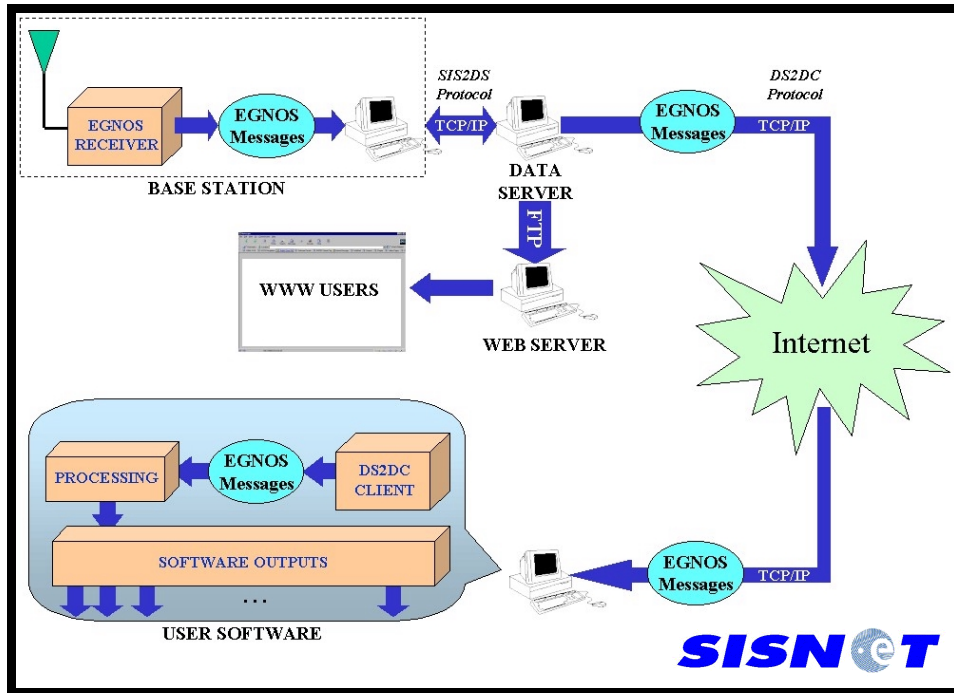 SIS2DS
Protocol
DS2DC
Protocol
EGNOS
RECEIVER
EGNOS
Messages
TCP/IP
EGNOS
Messages
TCP/IP
BASE STATION
DATA
SERVER
FTP
WWW USERS
WEB SERVER
Internet
PROCESSING
EGNOS
Messages
DS2DC
CLIENT
SOFTWARE OUTPUTS
...
USER SOFTWARE
EGNOS
Messages
TCP/IP
SISNeT